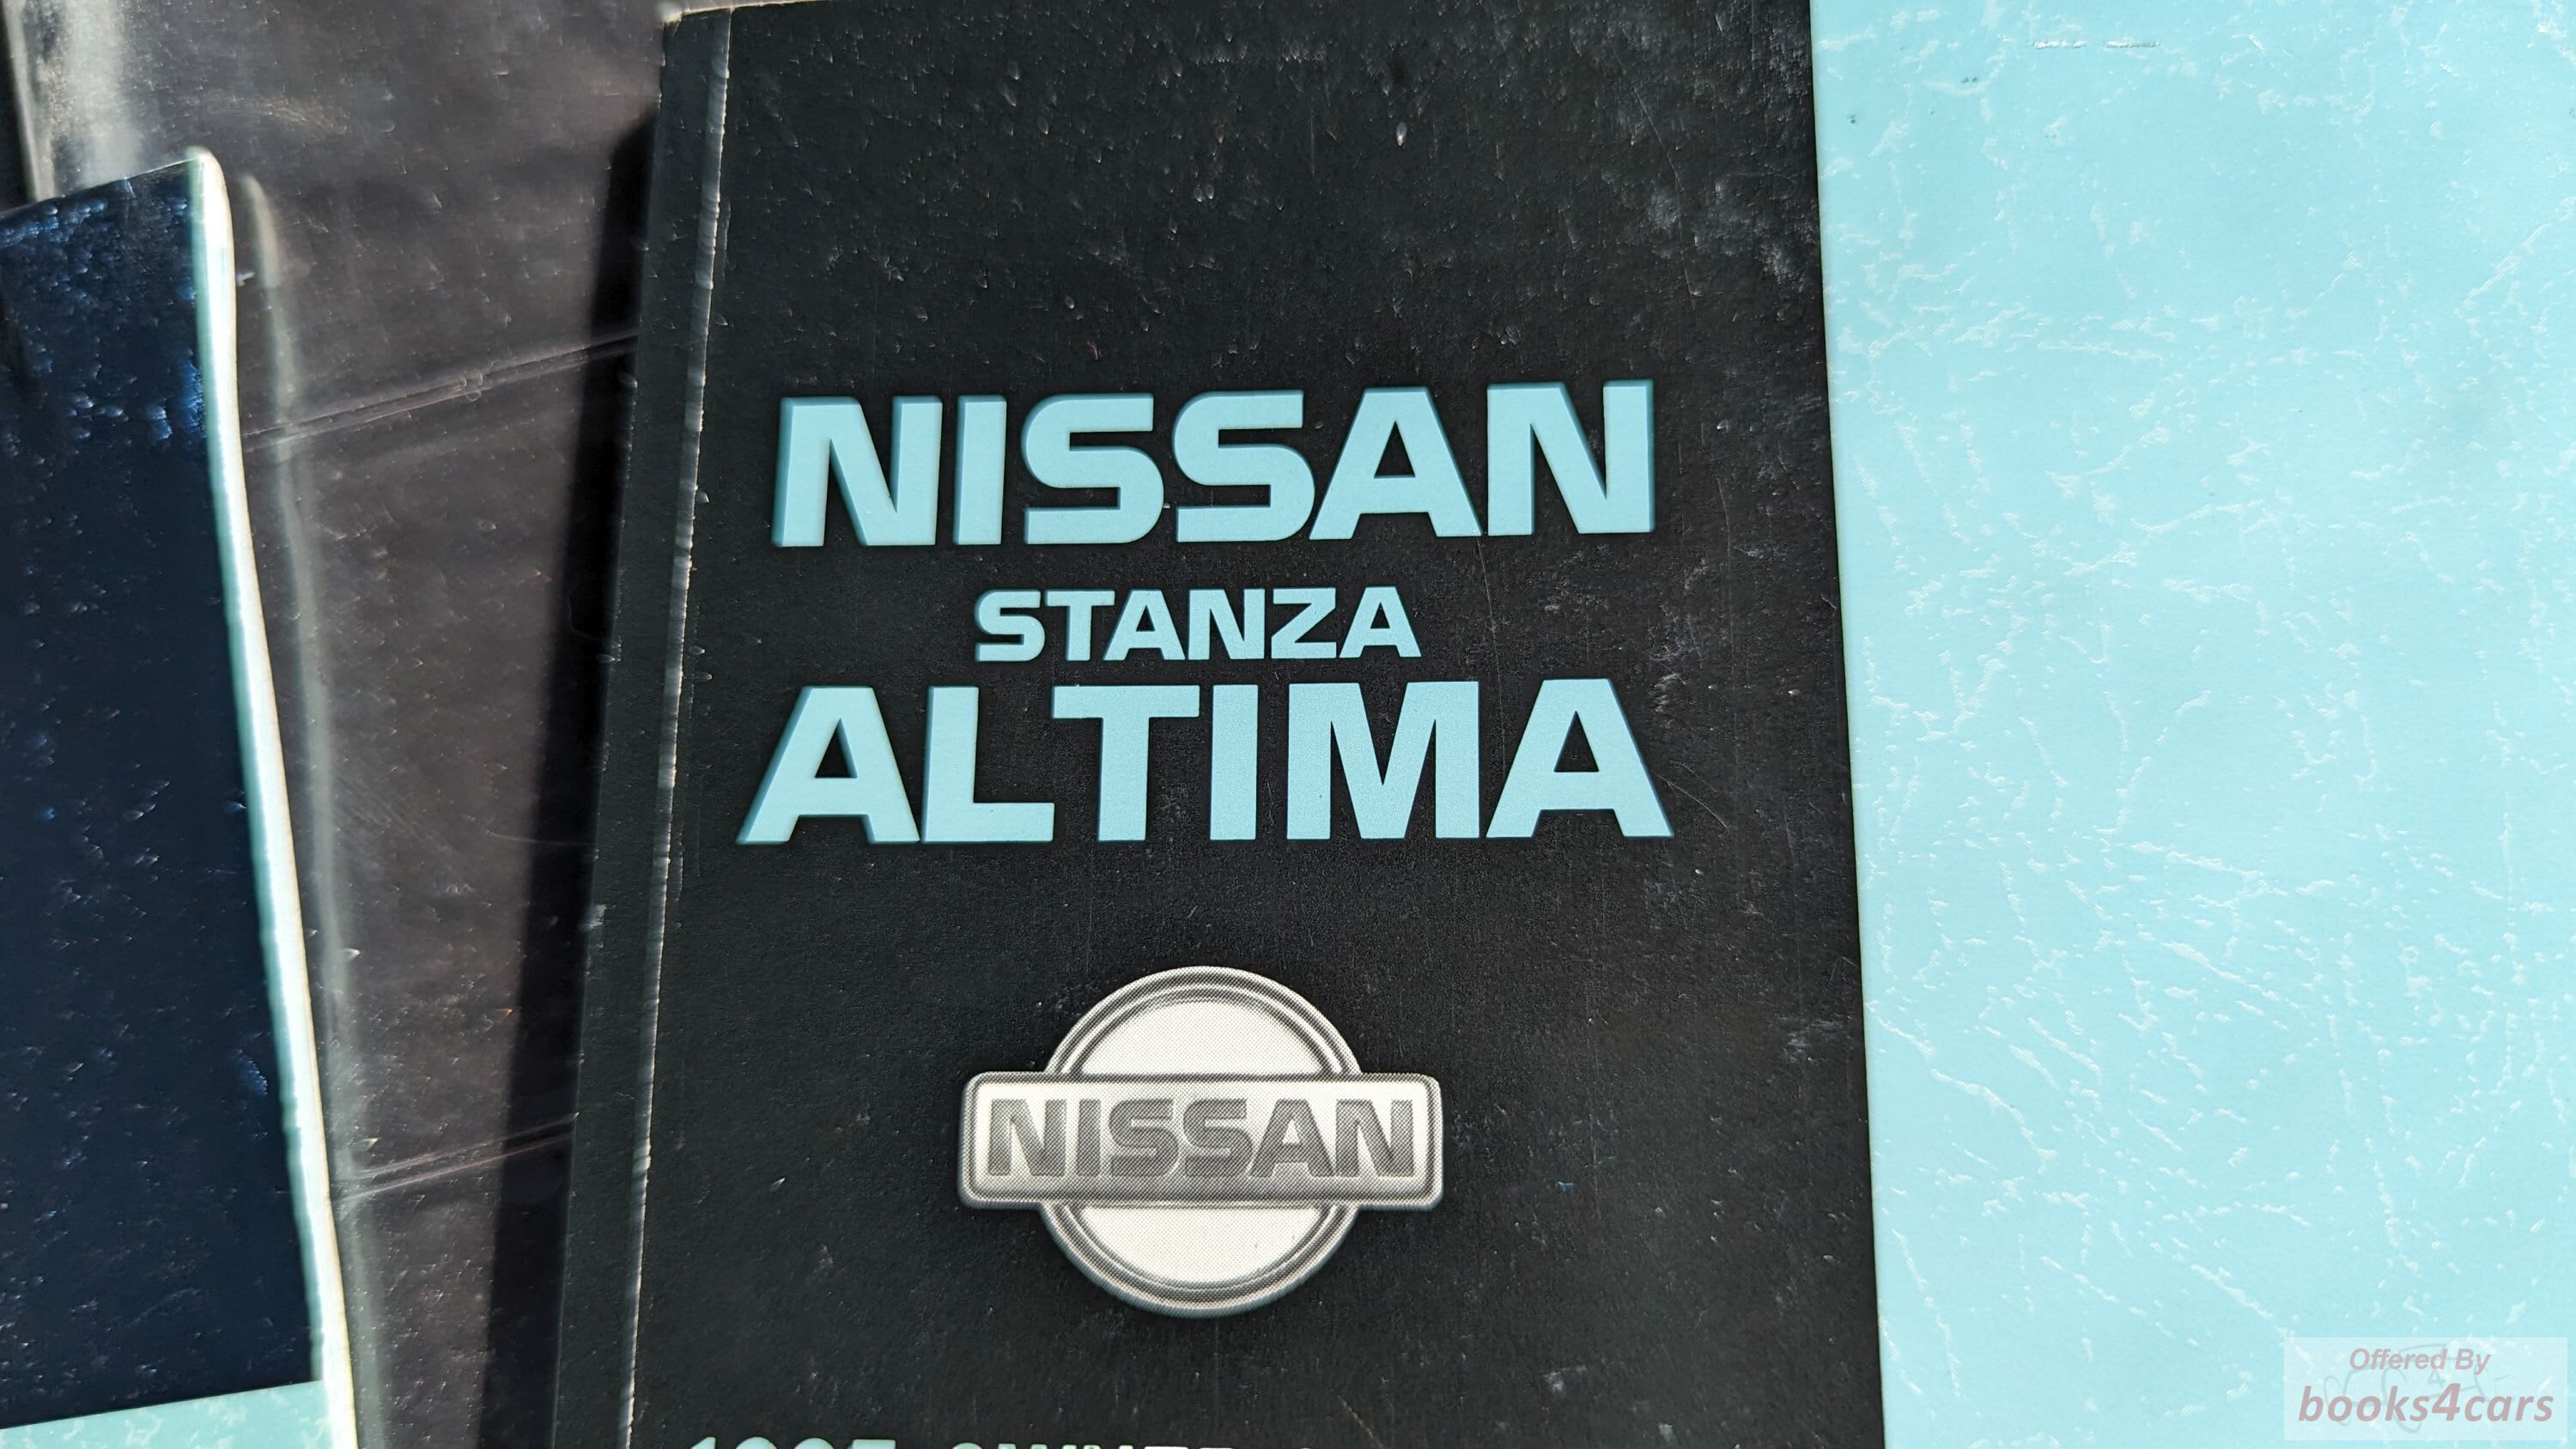 NISSAN
STANZA
ALTIMA
NISSAN
Offered By
books4cars